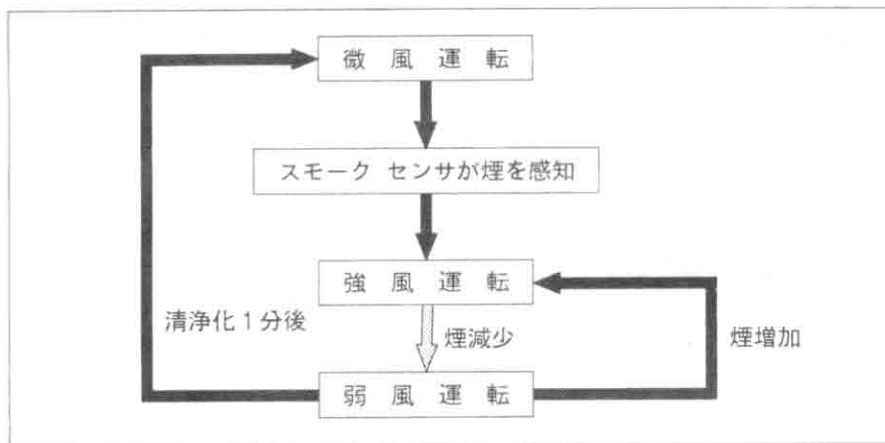 微風運転
スモーク センサが煙を感知
強風運転
清浄化1分後
煙減少
煙増加
弱風運転